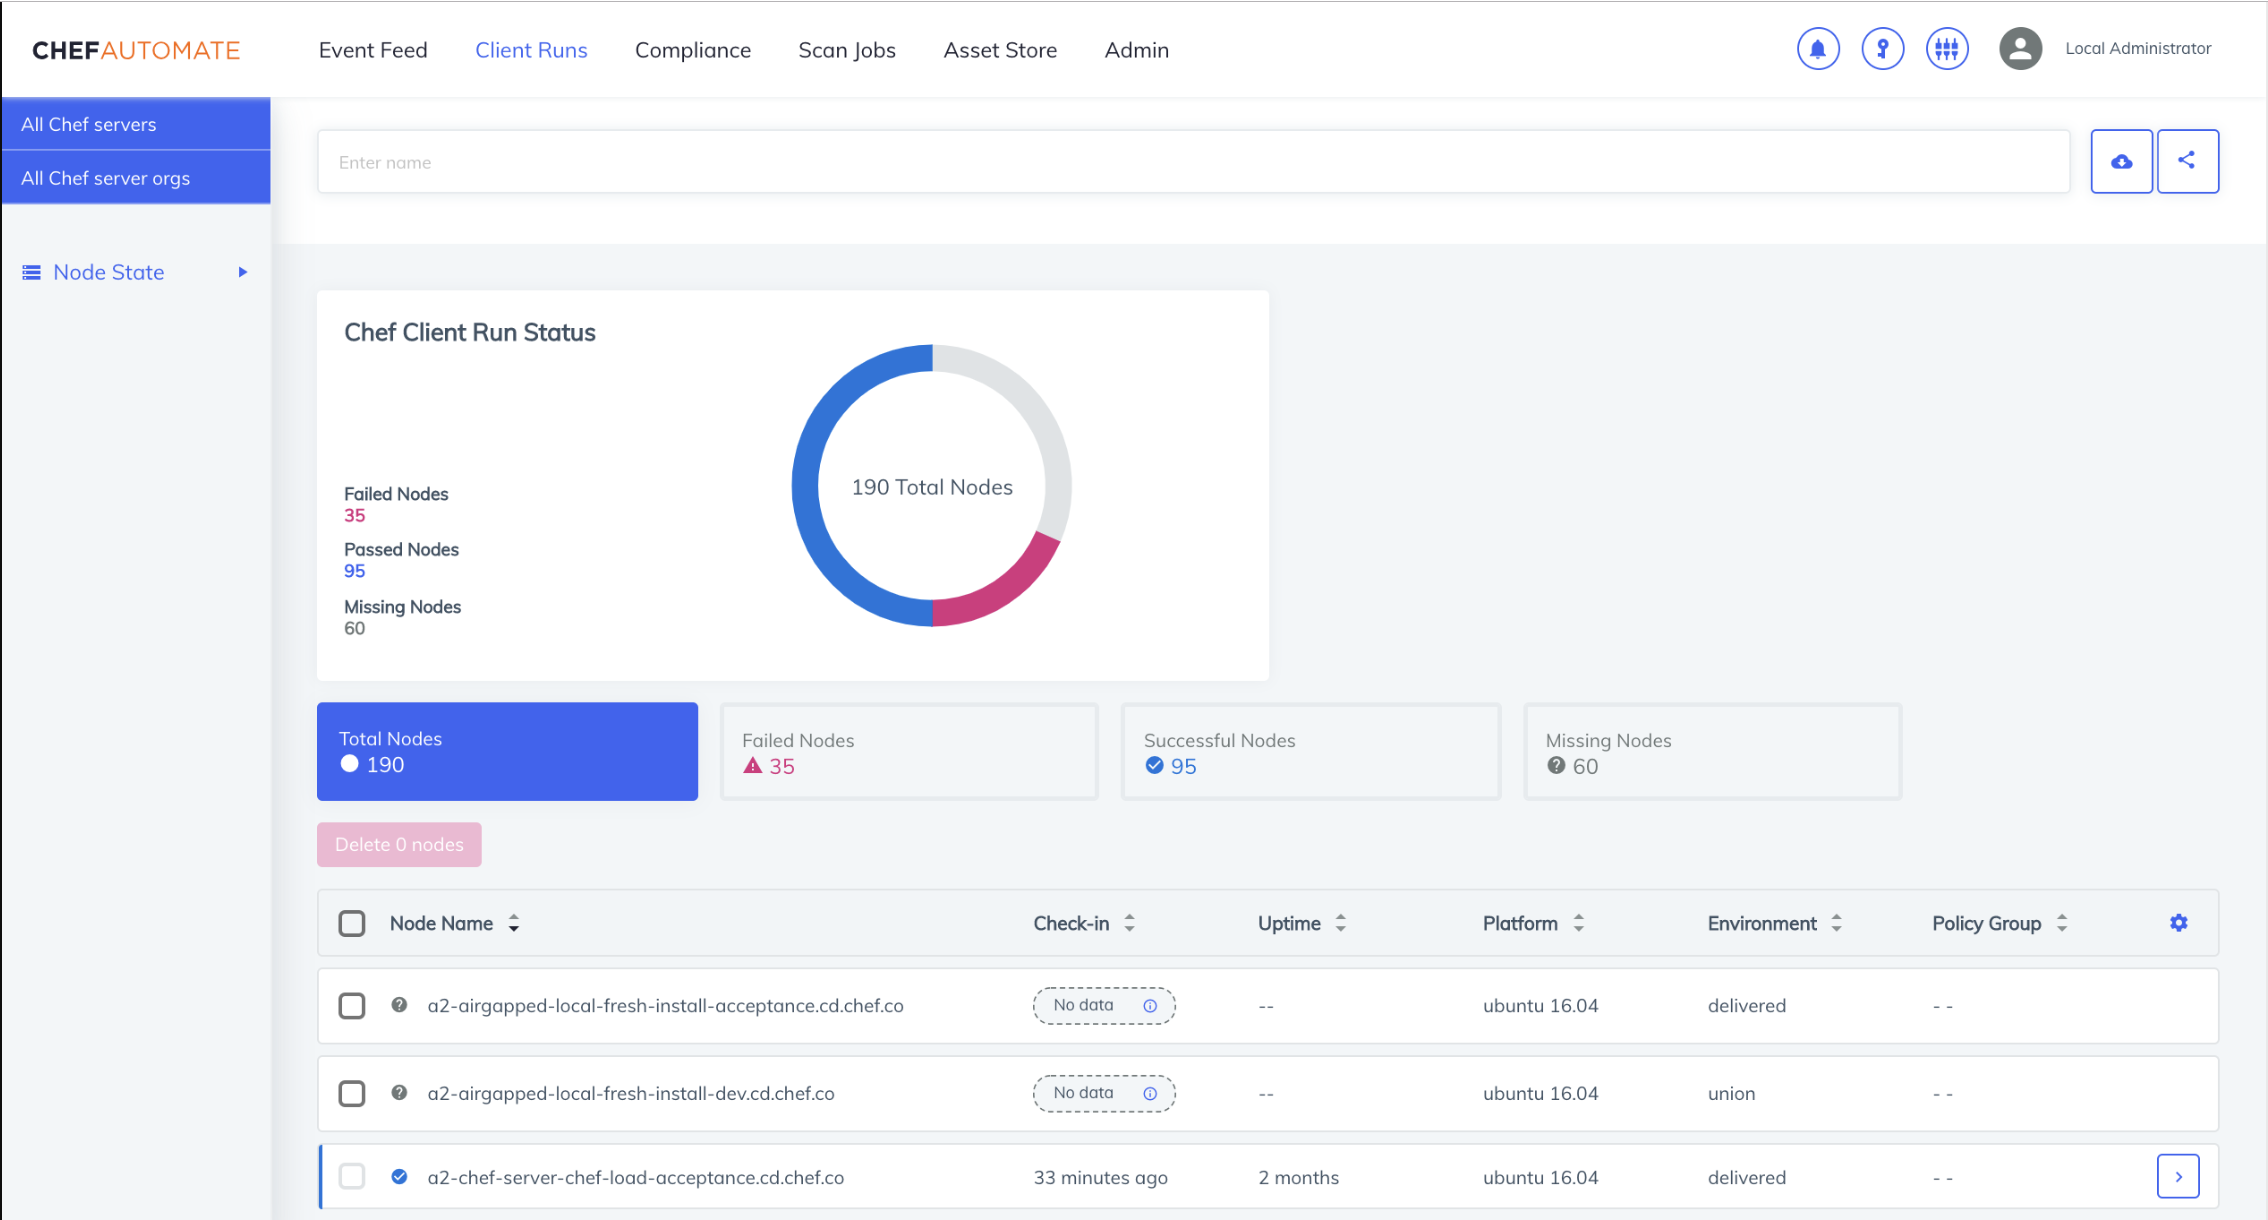 CHEFAUTOMATE
Event Feed Client Runs Compliance Scan Jobs Asset Store Admin
Local Administrator
All Chef servers
All Chef server orgs
Node State
Enter name
Chef Client Run Status
190 Total Nodes
Failed Nodes
35
Passed Nodes
95
Missing Nodes
60
Total Nodes
190
Failed Nodes
35
Successful Nodes
95
Missing Nodes
60
Delete 0 nodes
Node Name Check-in Uptime Platform Environment Policy Group
a2-airgapped-local-fresh-install-acceptance.cd.chef.co No data -- ubuntu 16.04 delivered - -
a2-airgapped-local-fresh-install-dev.cd.chef.co No data -- ubuntu 16.04 union - -
a2-chef-server-chef-load-acceptance.cd.chef.co 33 minutes ago 2 months ubuntu 16.04 delivered - -